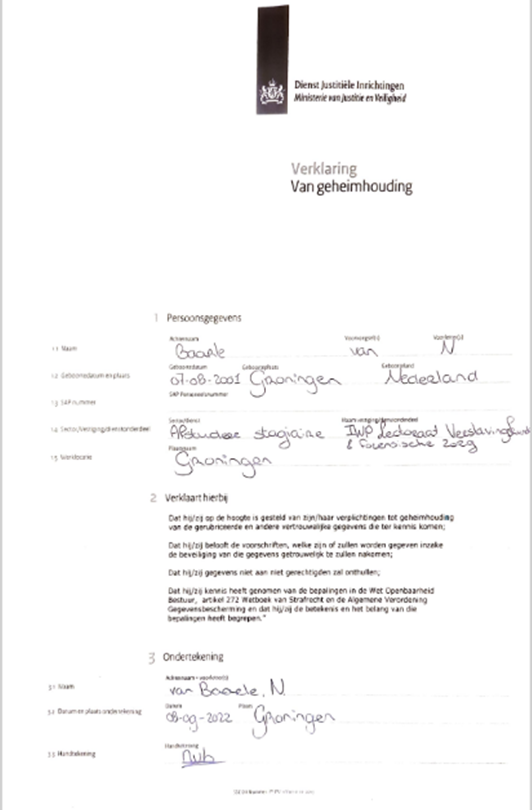 Dienst Justitiële Inrichtingen
Ministerie van Justitie en Veiligheid
Verklaring
Van geheimhouding
1 Persoonsgegevens
Achternaam Voorvoegsel(s) Voorletter(s)
1.1 Naam Baarle van N
Geboortedatum Geboorteplaats Geboorteland
1.2 Geboortedatum en plaats 07-08-2001 Groningen Nederland
SAP Personeelsnummer
1.3 SAP nummer
Sector/dienst Naam vestiging/dienstonderdeel
1.4 Sector/Vestiging/dienstonderdeel Afstudeer stagiaire IWP Lectoraat Verslavingskunde
& Forensische Zorg
Plaatsnaam
1.5 Werklocatie Groningen
2 Verklaart hierbij
Dat hij/zij op de hoogte is gesteld van zijn/haar verplichtingen tot geheimhouding
van de gerubriceerde en andere vertrouwelijke gegevens die ter kennis komen;
Dat hij/zij belooft de voorschriften, welke zijn of zullen worden gegeven inzake
de beveiliging van die gegevens getrouwelijk te zullen nakomen;
Dat hij/zij gegevens niet aan niet gerechtigden zal onthullen;
Dat hij/zij kennis heeft genomen van de bepalingen in de Wet Openbaarheid
Bestuur, artikel 272 Wetboek van Strafrecht en de Algemene Verordening
Gegevensbescherming en dat hij/zij de betekenis en het belang van die
bepalingen heeft begrepen."
3 Ondertekening
Achternaam + voorletter(s)
3.1 Naam van Baarle, N.
Datum Plaats
3.2 Datum en plaats ondertekening 08-09-2022 Groningen
Handtekening
3.3 Handtekening